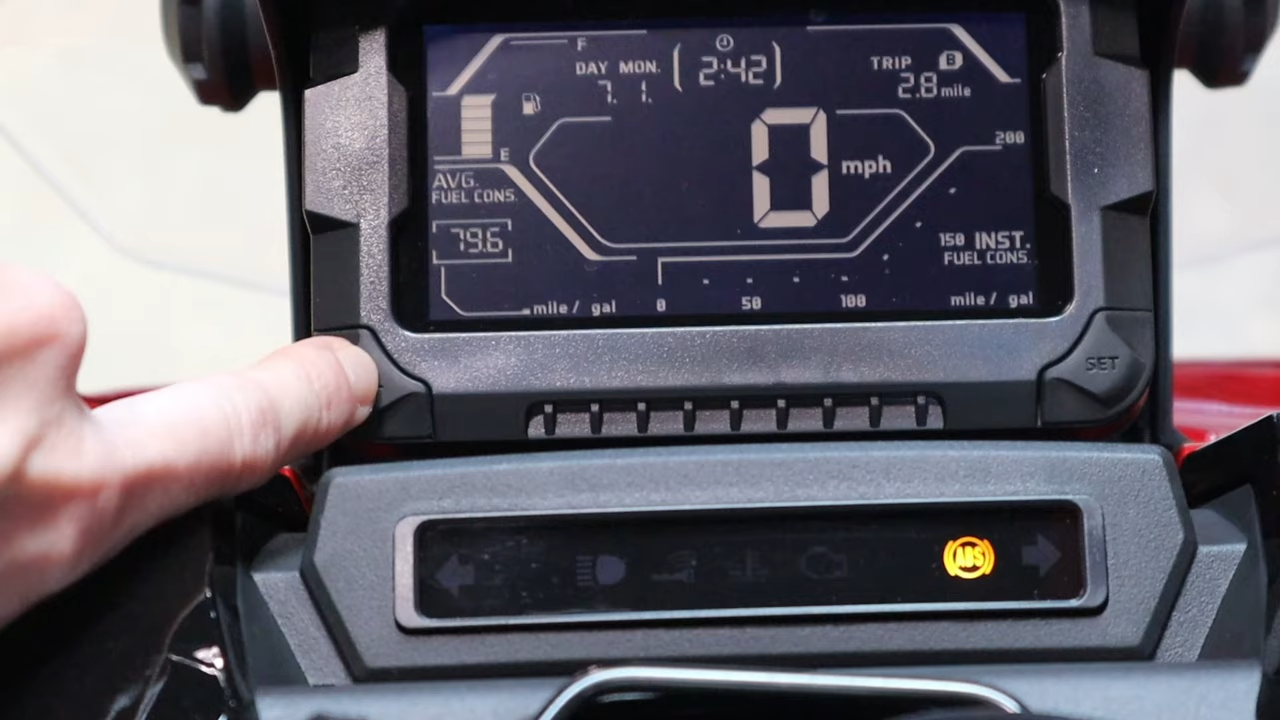 F
DAY MON.
7. 1.
2:42
TRIP B
2.8 mile
E
0 mph
200
AVG.
FUEL CONS.
79.6
150 INST.
FUEL CONS.
mile / gal
0 50 100
mile / gal
SET
ABS